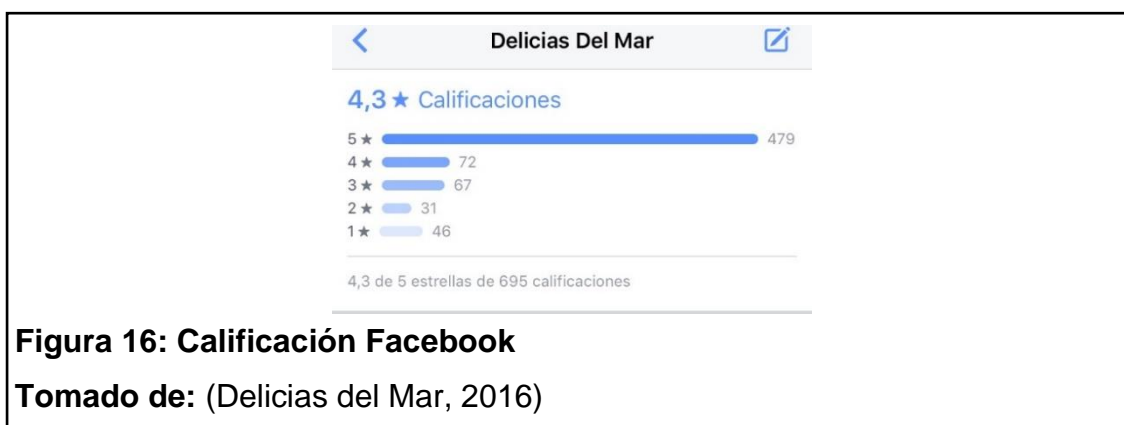 Delicias Del Mar
4,3 ★ Calificaciones
5 ★ 479
4 ★ 72
3 ★ 67
2 ★ 31
1 ★ 46
4,3 de 5 estrellas de 695 calificaciones
Figura 16: Calificación Facebook
Tomado de: (Delicias del Mar, 2016)